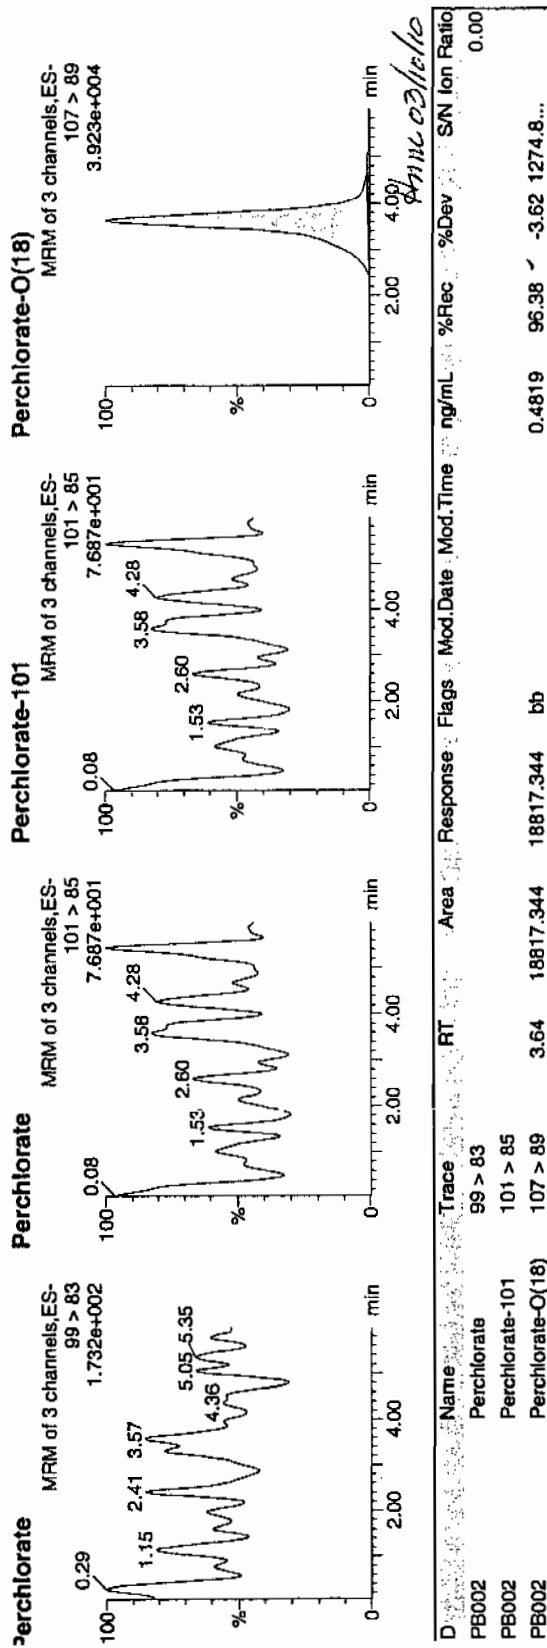 Perchlorate
MRM of 3 channels,ES-
99 > 83
1.732e+002
100
%
0
0.29
1.15
2.41
3.57
4.36
5.05
5.35
2.00
4.00
min
Perchlorate
MRM of 3 channels,ES-
101 > 85
7.687e+001
100
%
0
0.08
1.53
2.60
3.58
4.28
2.00
4.00
min
Perchlorate-101
MRM of 3 channels,ES-
101 > 85
7.687e+001
100
%
0
0.08
1.53
2.60
3.58
4.28
2.00
4.00
min
Perchlorate-O(18)
MRM of 3 channels,ES-
107 > 89
3.923e+004
100
%
0
2.00
4.00
min
03/10/10
D Name Trace RT Area Response Flags Mod.Date Mod.Time ng/mL %Rec %Dev S/N Ion Ratio
PB002 Perchlorate 99 > 83 0.00
PB002 Perchlorate-101 101 > 85
PB002 Perchlorate-O(18) 107 > 89 3.64 18817.344 18817.344 bb 0.4819 96.38 -3.62 1274.8...